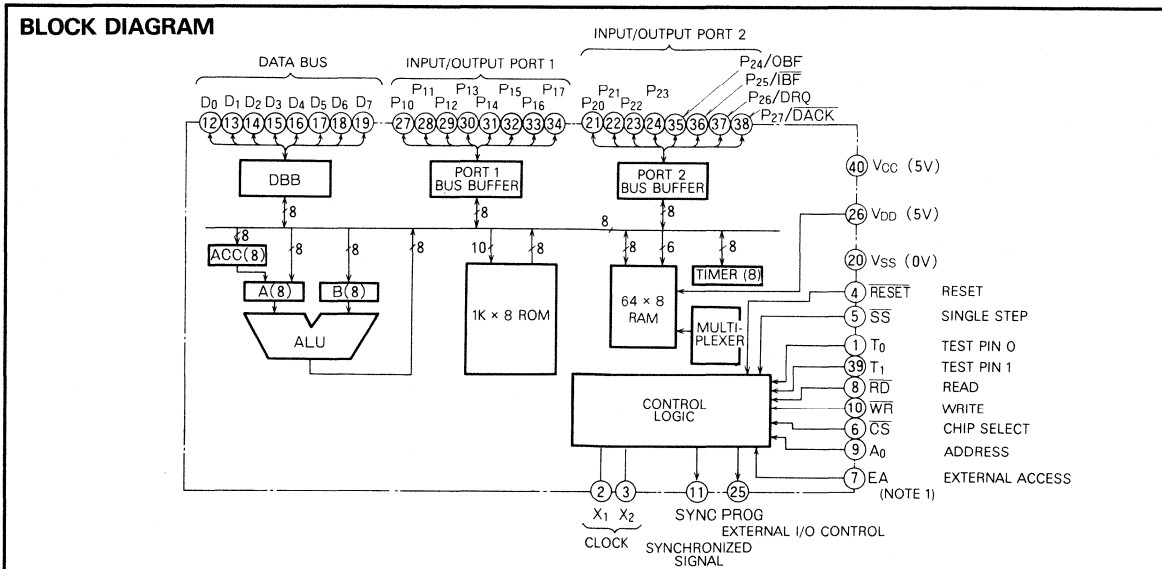 BLOCK DIAGRAM
INPUT/OUTPUT PORT 2
DATA BUS
INPUT/OUTPUT PORT 1
P24/OBF
P25/I̅B̅F̅
P26/DRQ
P27/D̅A̅C̅K̅
D0 D1 D2 D3 D4 D5 D6 D7
P10 P11 P12 P13 P14 P15 P16 P17
P20 P21 P22 P23
12 13 14 15 16 17 18 19
27 28 29 30 31 32 33 34
21 22 23 24 35 36 37 38
DBB
PORT 1
BUS BUFFER
PORT 2
BUS BUFFER
40 VCC (5V)
26 VDD (5V)
20 VSS (0V)
8 8 8
8
8 8 8 8 10 8 8 6 8
ACC(8)
A(8) B(8)
ALU
1K × 8 ROM
64 × 8
RAM
TIMER (8)
MULTI-
PLEXER
CONTROL
LOGIC
4 R̅E̅S̅E̅T̅ RESET
5 S̅S̅ SINGLE STEP
1 T0 TEST PIN 0
39 T1 TEST PIN 1
8 R̅D̅ READ
10 W̅R̅ WRITE
6 C̅S̅ CHIP SELECT
9 A0 ADDRESS
7 EA EXTERNAL ACCESS
(NOTE 1)
2 3 11 25
X1 X2 SYNC PROG
CLOCK
EXTERNAL I/O CONTROL
SYNCHRONIZED
SIGNAL